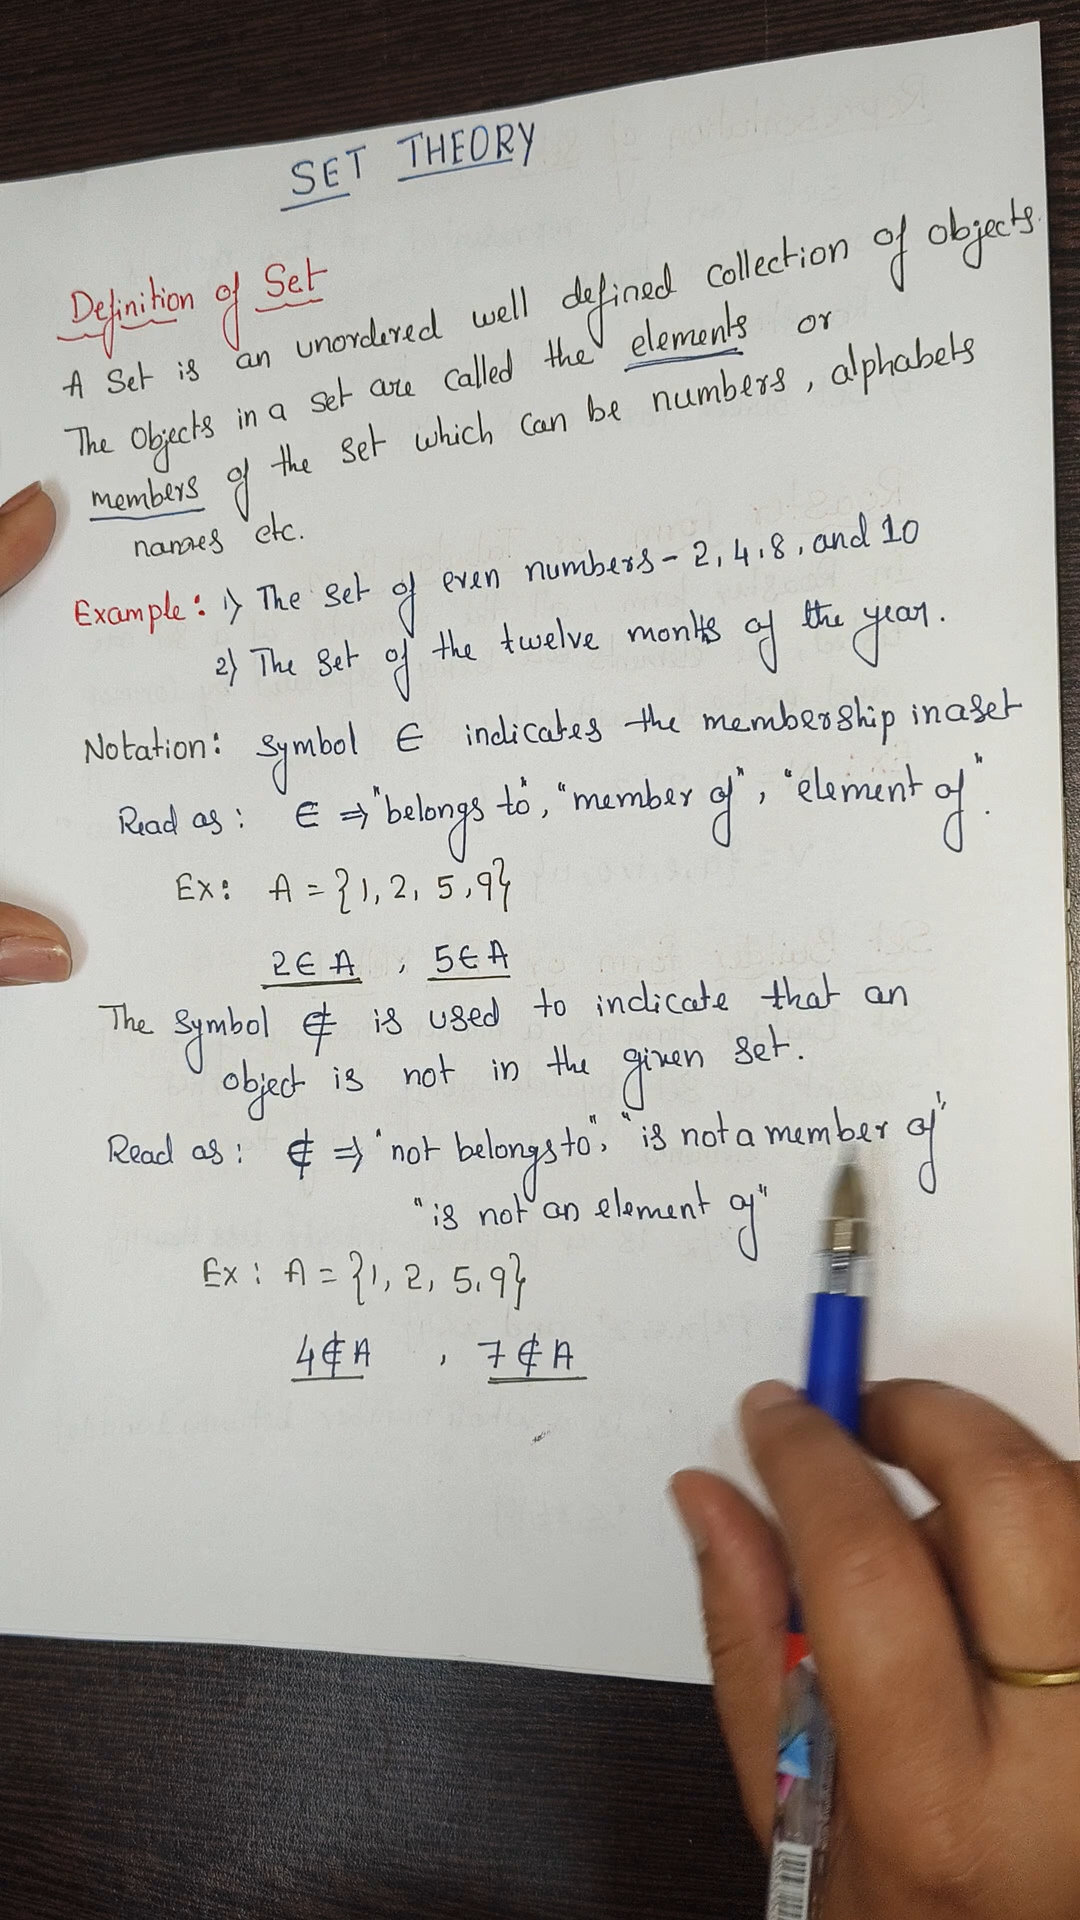 SET THEORY
Definition of Set
A Set is an unordered well defined collection of objects.
The Objects in a set are called the elements or
members of the set which can be numbers, alphabets
names etc.
Example: 1) The set of even numbers - 2, 4, 8, and 10
2) The set of the twelve months of the year.
Notation: symbol ∈ indicates the membership in a set
Read as: ∈ ⇒ "belongs to", "member of", "element of".
Ex: A = {1, 2, 5, 9}
2 ∈ A , 5 ∈ A
The symbol ∉ is used to indicate that an
object is not in the given set.
Read as: ∉ ⇒ "not belongs to", "is not a member of"
"is not an element of"
Ex: A = {1, 2, 5, 9}
4 ∉ A , 7 ∉ A